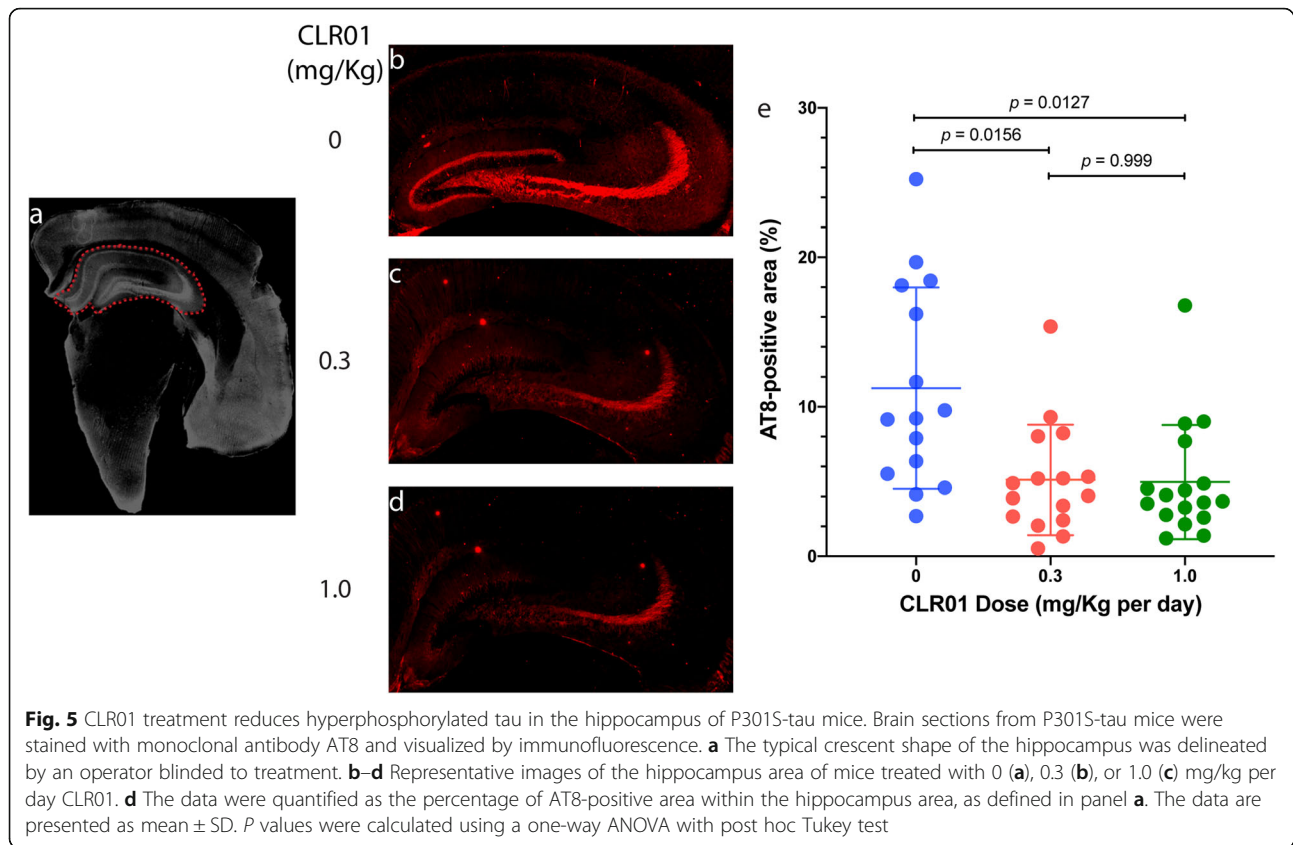 CLR01
(mg/Kg)
0
0.3
1.0
a
b
c
d
e
30
20
10
0
AT8-positive area (%)
p = 0.0127
p = 0.0156
p = 0.999
0
0.3
1.0
CLR01 Dose (mg/Kg per day)
Fig. 5 CLR01 treatment reduces hyperphosphorylated tau in the hippocampus of P301S-tau mice. Brain sections from P301S-tau mice were
stained with monoclonal antibody AT8 and visualized by immunofluorescence. a The typical crescent shape of the hippocampus was delineated
by an operator blinded to treatment. b–d Representative images of the hippocampus area of mice treated with 0 (a), 0.3 (b), or 1.0 (c) mg/kg per
day CLR01. d The data were quantified as the percentage of AT8-positive area within the hippocampus area, as defined in panel a. The data are
presented as mean ± SD. P values were calculated using a one-way ANOVA with post hoc Tukey test